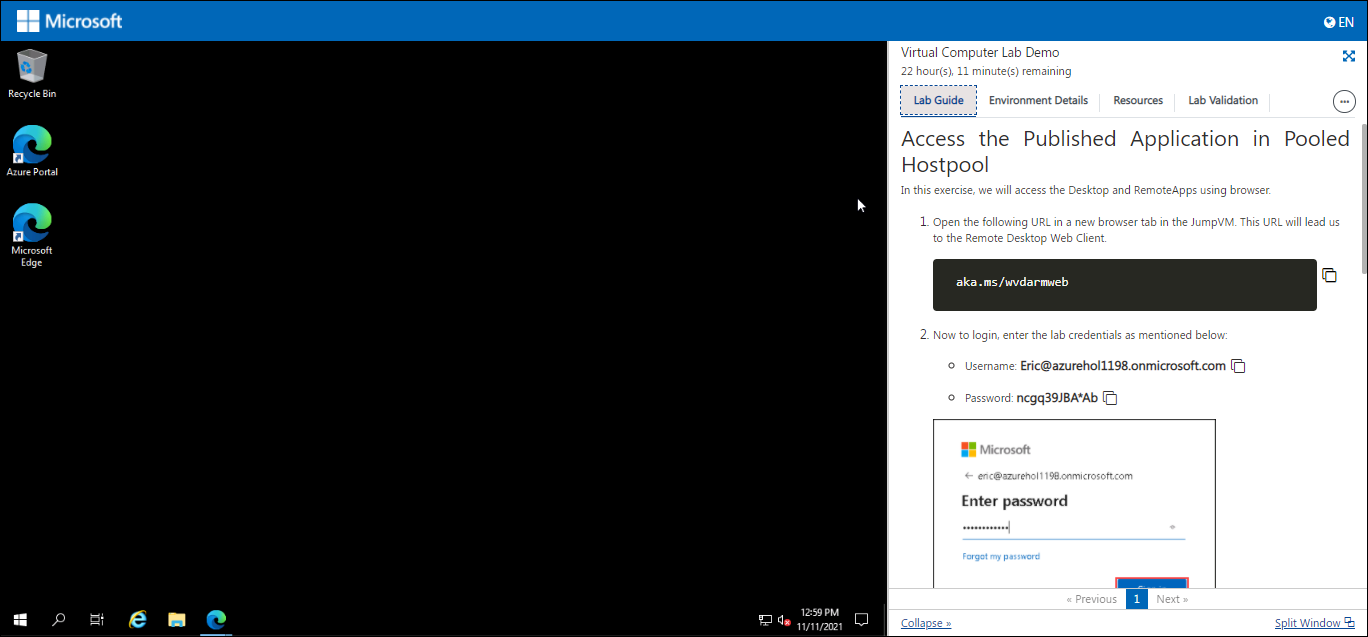 Microsoft
EN
Recycle Bin
Azure Portal
Microsoft
Edge
12:59 PM
11/11/2021
Virtual Computer Lab Demo
22 hour(s), 11 minute(s) remaining
Lab Guide Environment Details Resources Lab Validation
Access the Published Application in Pooled
Hostpool
In this exercise, we will access the Desktop and RemoteApps using browser.
1. Open the following URL in a new browser tab in the JumpVM. This URL will lead us
to the Remote Desktop Web Client.
aka.ms/wvdarmweb
2. Now to login, enter the lab credentials as mentioned below:
Username: Eric@azurehol1198.onmicrosoft.com
Password: ncgq39JBA*Ab
Microsoft
eric@azurehol1198.onmicrosoft.com
Enter password
Forgot my password
« Previous 1 Next »
Collapse » Split Window